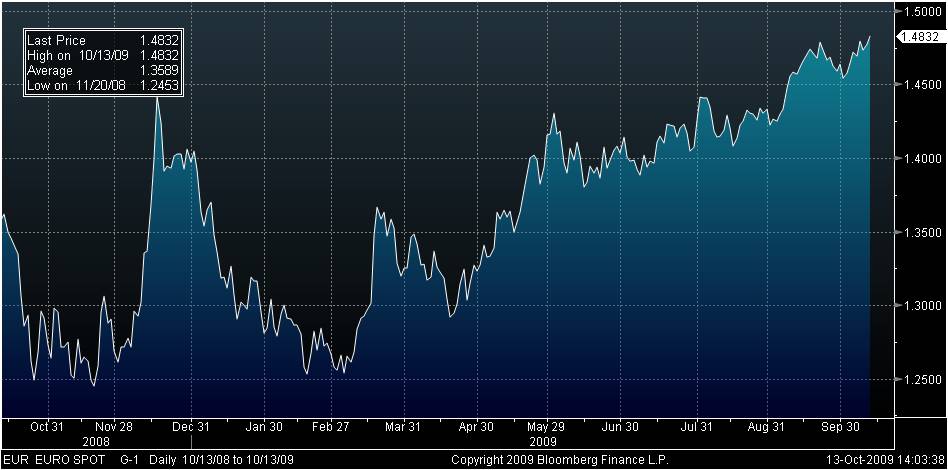 Last Price 1.4832
High on 10/13/09 1.4832
Average 1.3589
Low on 11/20/08 1.2453
1.5000
1.4832
1.4500
1.4000
1.3500
1.3000
1.2500
Oct 31 Nov 28 Dec 31 Jan 30 Feb 27 Mar 31 Apr 30 May 29 Jun 30 Jul 31 Aug 31 Sep 30
2008 2009
EUR EURO SPOT G-1 Daily 10/13/08 to 10/13/09 Copyright 2009 Bloomberg Finance L.P. 13-Oct-2009 14:03:38